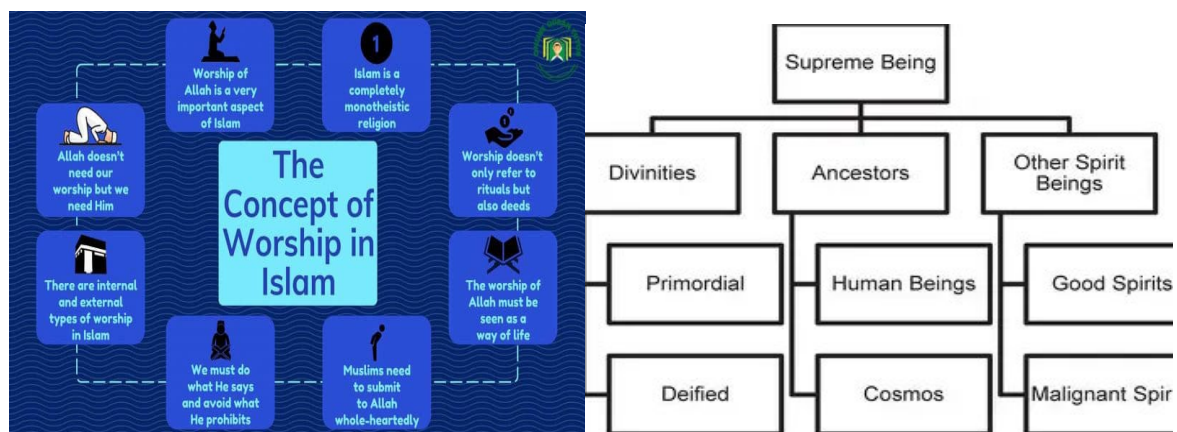 Worship of
Allah is a very
important aspect
of Islam
1
Islam is a
completely
monotheistic
religion
Allah doesn't
need our
worship but we
need Him
The
Concept of
Worship in
Islam
Worship doesn't
only refer to
rituals but
also deeds
There are internal
and external
types of worship
in Islam
The worship of
Allah must be
seen as a
way of life
We must do
what He says
and avoid what
He prohibits
Muslims need
to submit
to Allah
whole-heartedly
Supreme Being
Divinities
Ancestors
Other Spirit
Beings
Primordial
Human Beings
Good Spirits
Deified
Cosmos
Malignant Spir